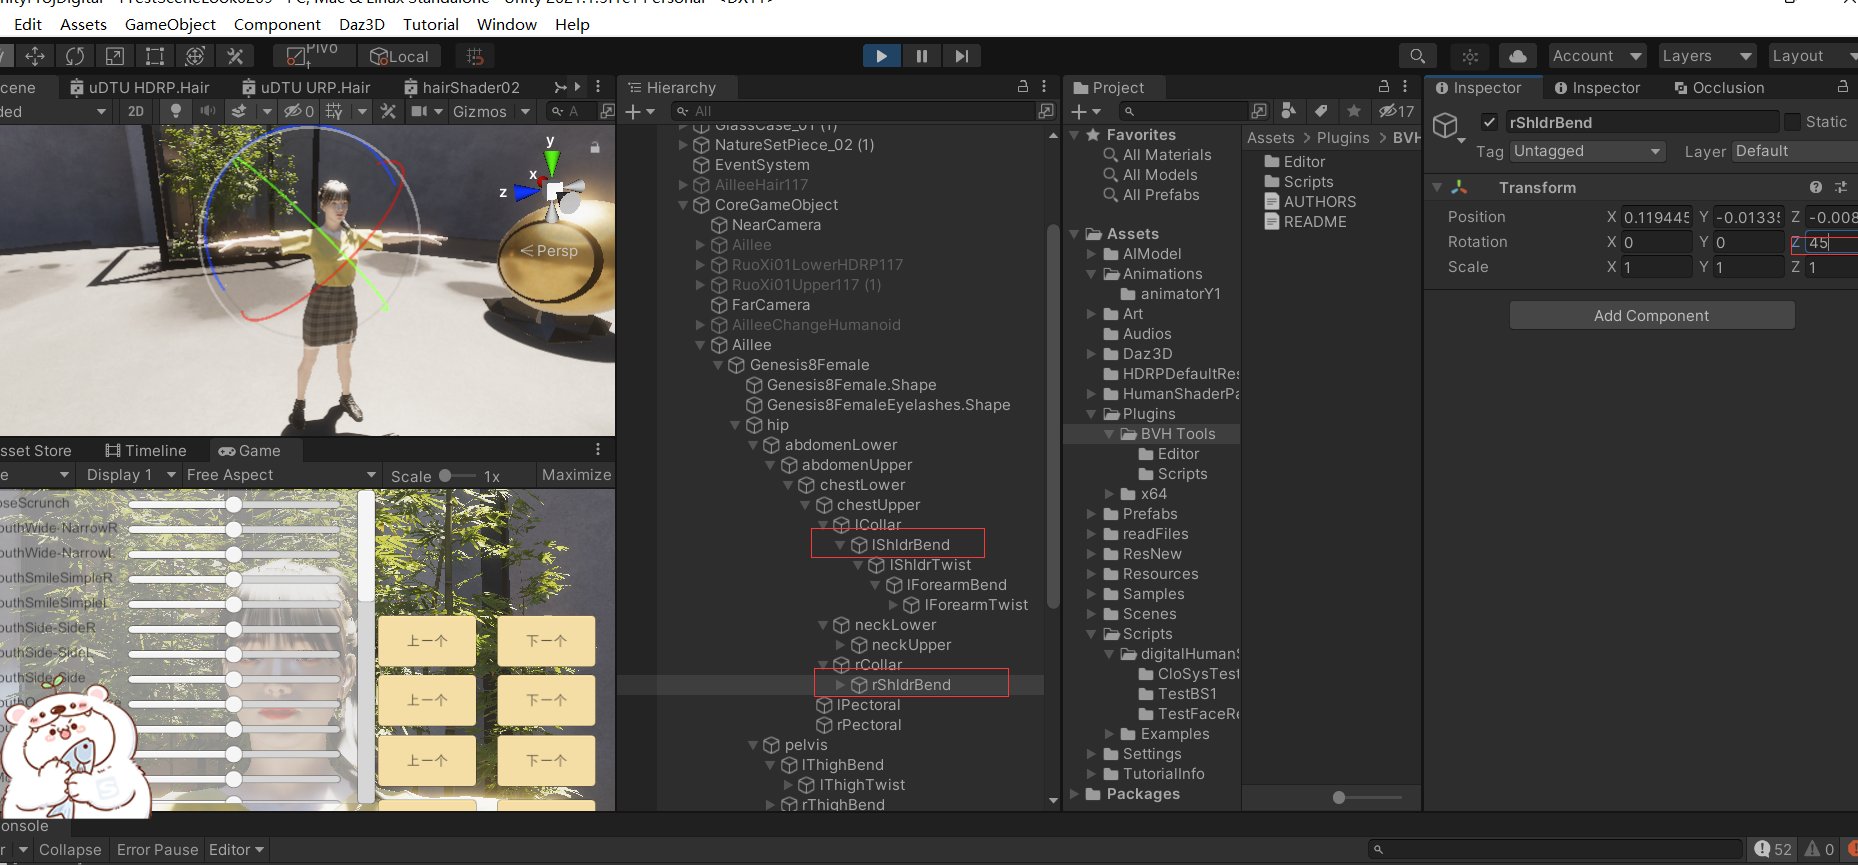 Edit Assets GameObject Component Daz3D Tutorial Window Help
Pivo
t
Local
Account
Layers
Layout
cene
uDTU HDRP.Hair
uDTU URP.Hair
hairShader02
ded
2D
0
Gizmos
A
y
x
z
< Persp
sset Store
Timeline
Game
e
Display 1
Free Aspect
Scale
1x
Maximize
oseScrunch
outhWide-NarrowR
outhWide-NarrowL
outhSmileSimpleR
outhSmileSimpleL
outhSide-SideR
outhSide-SideL
outhSide-Side
上一个
下一个
上一个
下一个
上一个
下一个
Hierarchy
All
GlassCase_01 (1)
NatureSetPiece_02 (1)
EventSystem
AilleeHair117
CoreGameObject
NearCamera
Aillee
RuoXi01LowerHDRP117
RuoXi01Upper117 (1)
FarCamera
AilleeChangeHumanoid
Aillee
Genesis8Female
Genesis8Female.Shape
Genesis8FemaleEyelashes.Shape
hip
abdomenLower
abdomenUpper
chestLower
chestUpper
lCollar
lShldrBend
lShldrTwist
lForearmBend
lForearmTwist
neckLower
neckUpper
rCollar
rShldrBend
lPectoral
rPectoral
pelvis
lThighBend
lThighTwist
rThighBend
Project
17
Favorites
All Materials
All Models
All Prefabs
Assets
AIModel
Animations
animatorY1
Art
Audios
Daz3D
HDRPDefaultRes
HumanShaderPa
Plugins
BVH Tools
Editor
Scripts
x64
Prefabs
readFiles
ResNew
Resources
Samples
Scenes
Scripts
digitalHumanS
CloSysTest
TestBS1
TestFaceRe
Examples
Settings
TutorialInfo
Packages
Assets > Plugins > BVH
Editor
Scripts
AUTHORS
README
Inspector
Inspector
Occlusion
rShldrBend
Static
Tag Untagged
Layer Default
Transform
Position X 0.119445 Y -0.0133 Z -0.008
Rotation X 0 Y 0 Z 45
Scale X 1 Y 1 Z 1
Add Component
onsole
r
Collapse
Error Pause
Editor
52
0